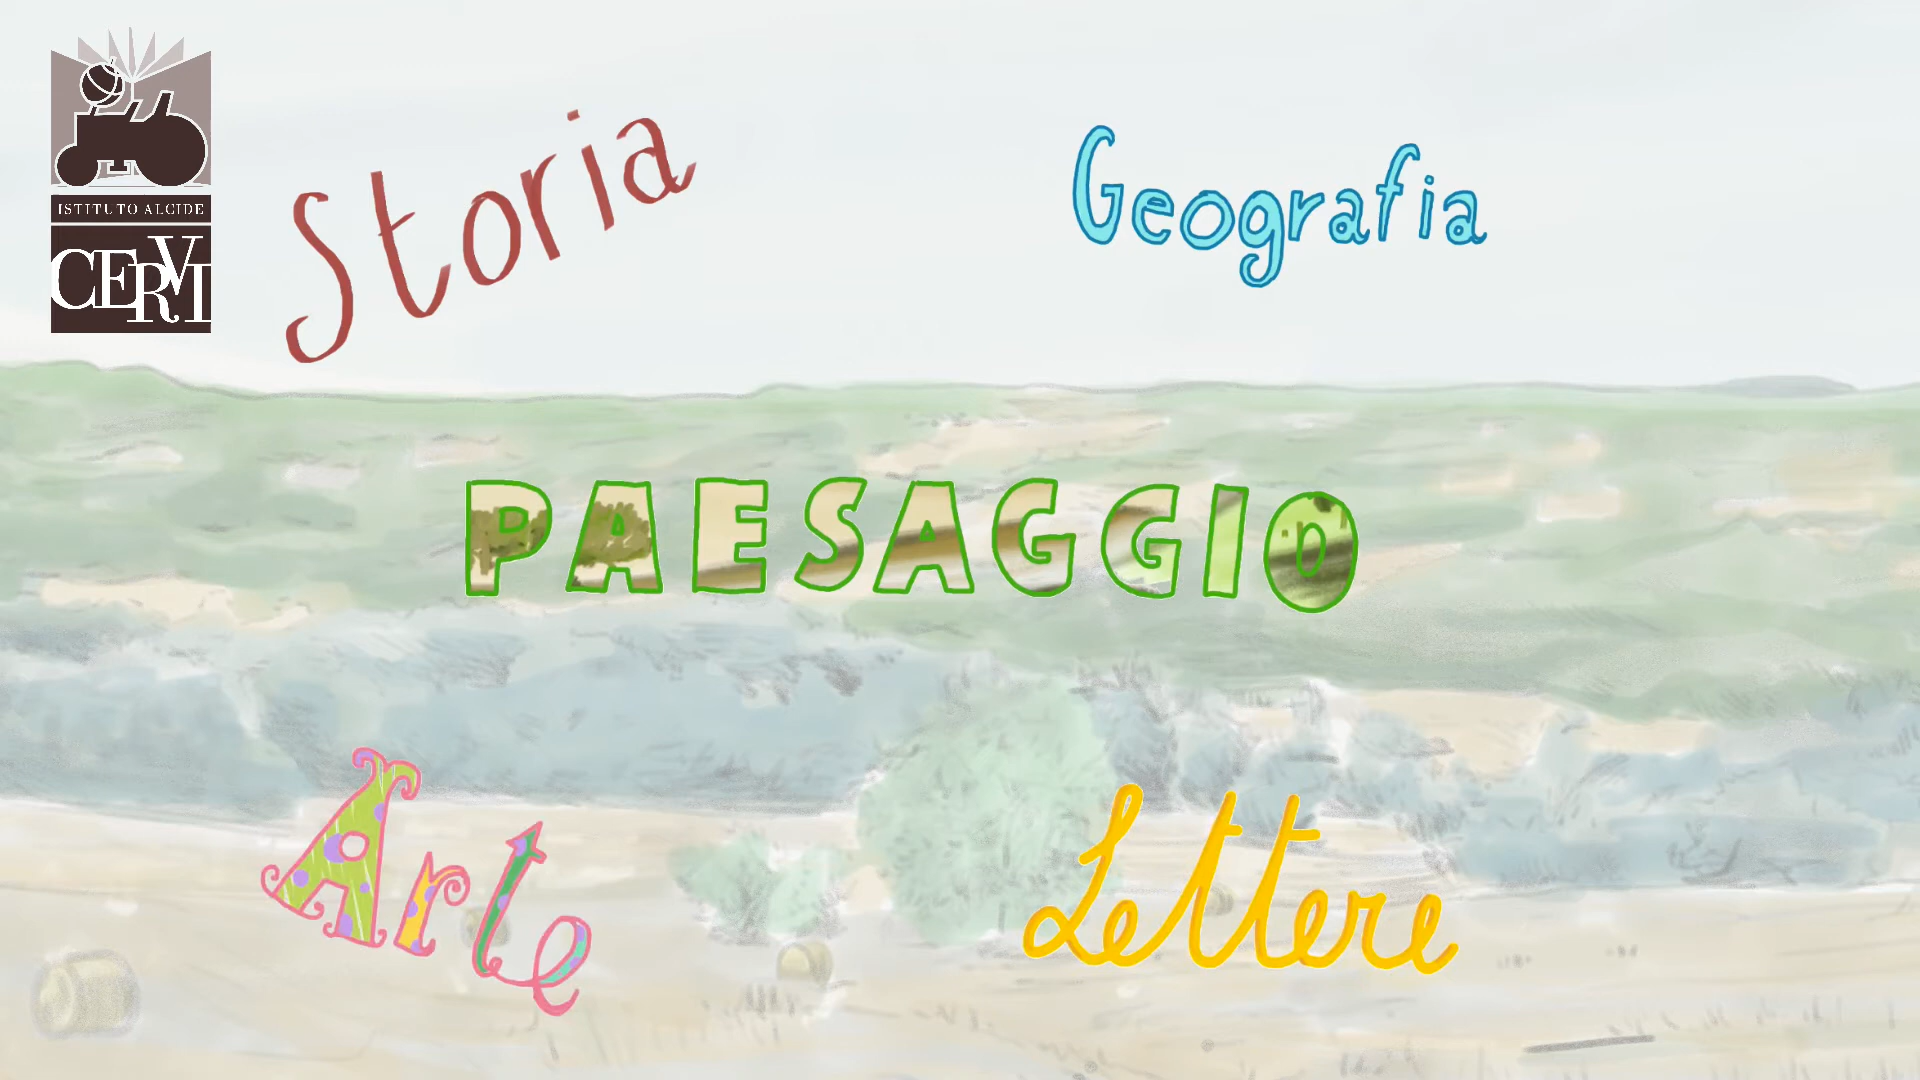 ISTITUTO ALCIDE
CERVI
Storia
Geografia
PAESAGGIO
Arte
Lettere